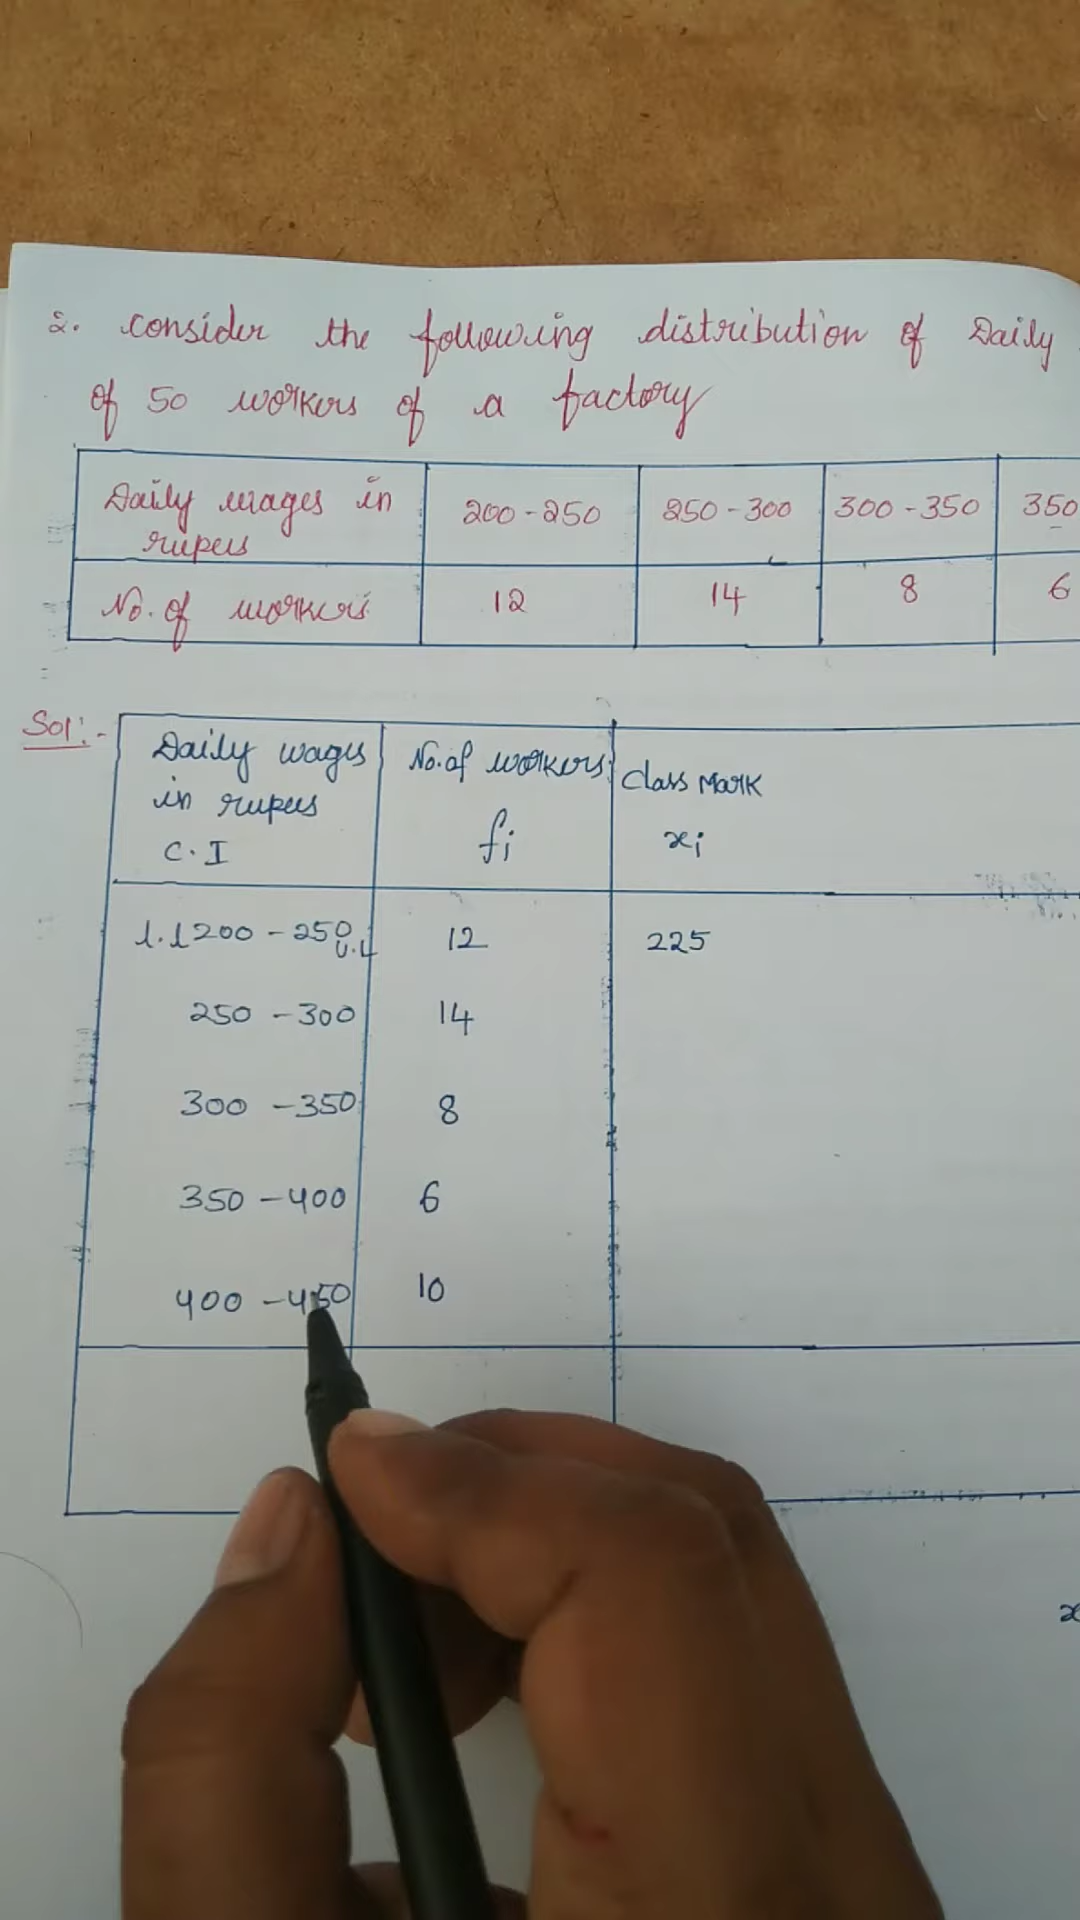 2. consider the following distribution of Daily
of 50 workers of a factory
Daily wages in rupees 200-250 250-300 300-350 350
No. of workers 12 14 8 6
Sol:-
Daily wages in rupees C.I No. of workers fi Class Mark xi
l.l 200-250 u.L 12 225
250-300 14
300-350 8
350-400 6
400-450 10
x